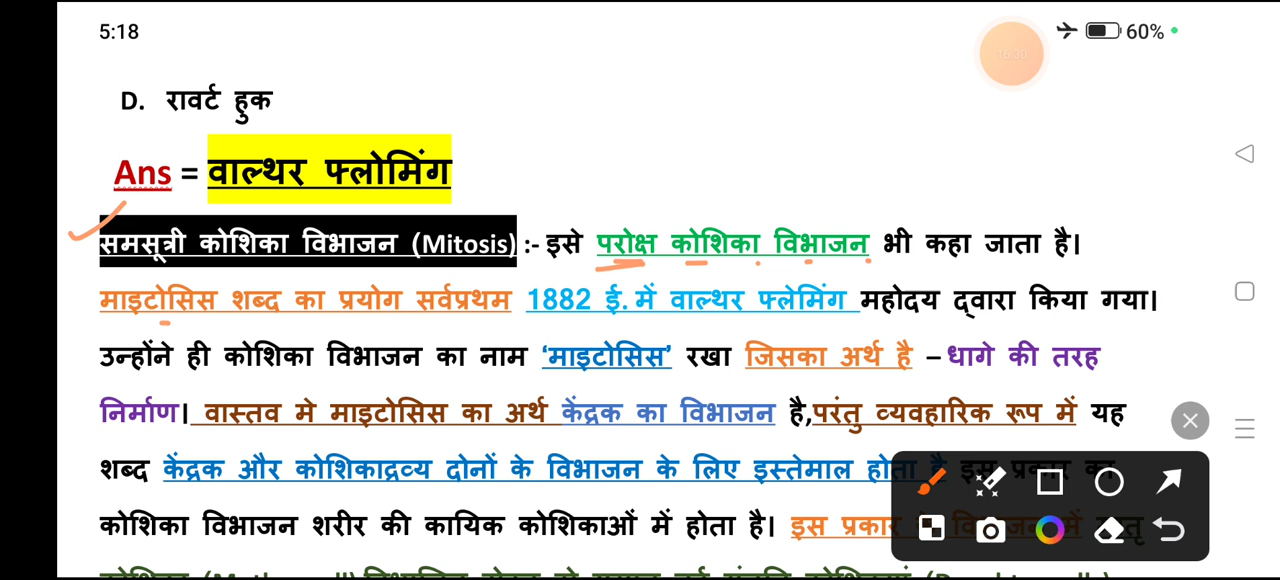 5:18
60%
D. रावर्ट हुक
Ans = वाल्थर फ्लोमिंग
समसूत्री कोशिका विभाजन (Mitosis) :- इसे परोक्ष कोशिका विभाजन भी कहा जाता है।
माइटोसिस शब्द का प्रयोग सर्वप्रथम 1882 ई. में वाल्थर फ्लेमिंग महोदय द्वारा किया गया।
उन्होंने ही कोशिका विभाजन का नाम ‘माइटोसिस’ रखा जिसका अर्थ है – धागे की तरह
निर्माण। वास्तव मे माइटोसिस का अर्थ केंद्रक का विभाजन है,परंतु व्यवहारिक रूप में यह
शब्द केंद्रक और कोशिकाद्रव्य दोनों के विभाजन के लिए इस्तेमाल होता है इस प्रकार का
कोशिका विभाजन शरीर की कायिक कोशिकाओं में होता है। इस प्रकार